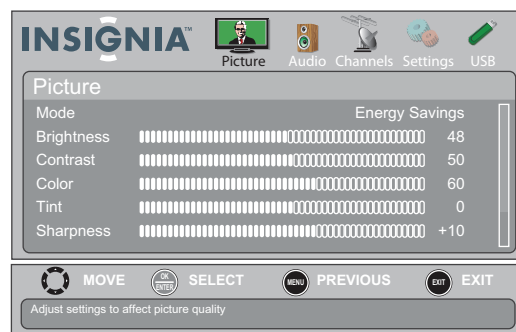 INSIGNIA™
Picture Audio Channels Settings USB
Picture
Mode Energy Savings
Brightness 48
Contrast 50
Color 60
Tint 0
Sharpness +10
MOVE OK ENTER SELECT MENU PREVIOUS EXIT EXIT
Adjust settings to affect picture quality